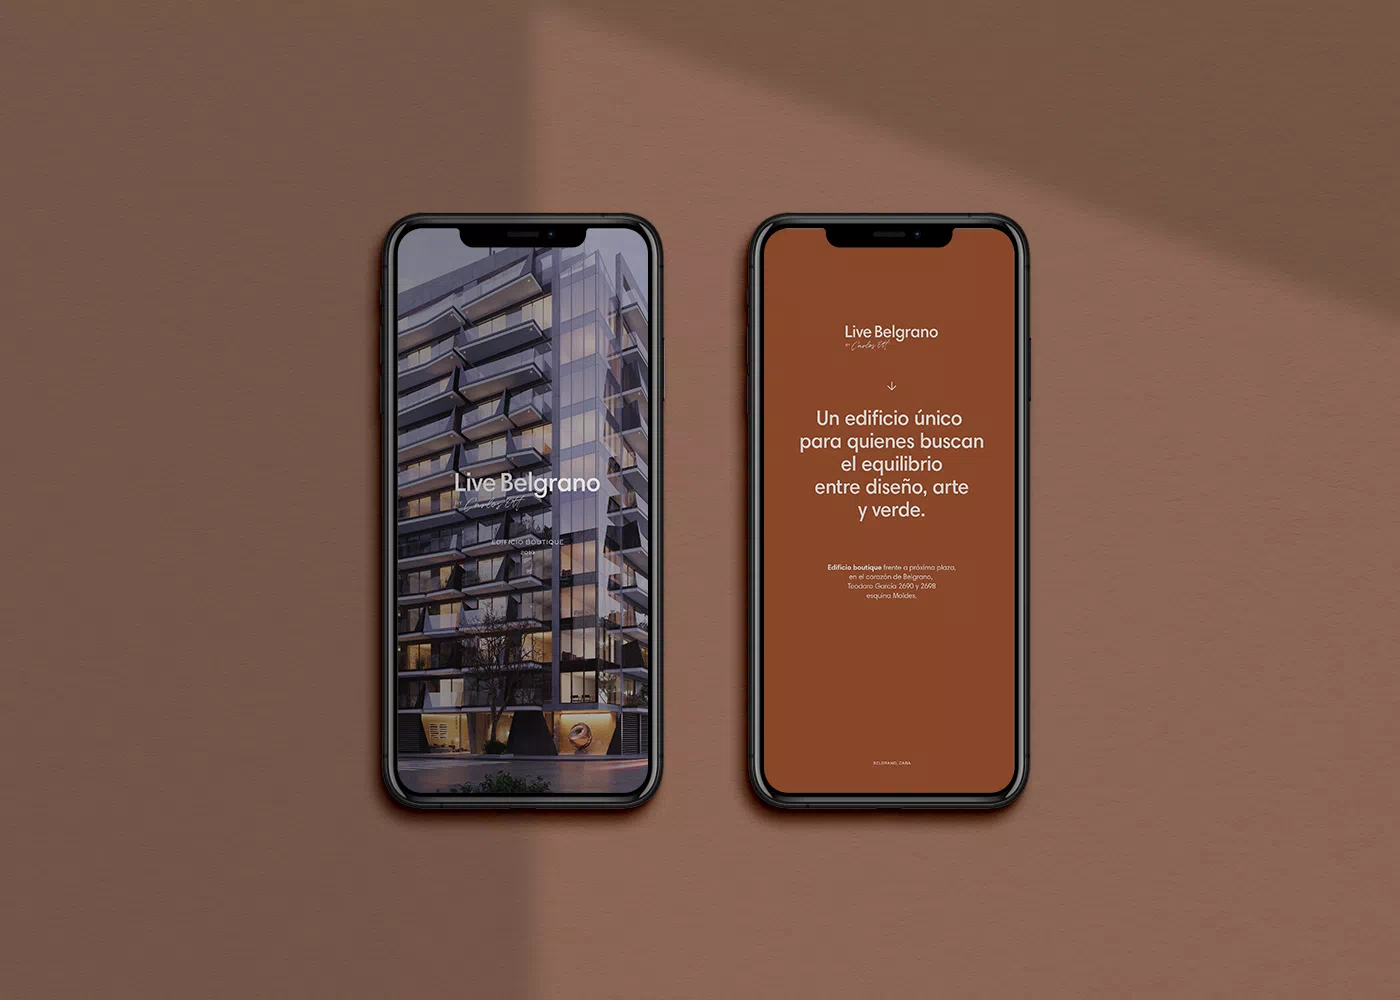 Live Belgrano
BY Carlos Ott
EDIFICIO BOUTIQUE
Live Belgrano
BY Carlos Ott
↓
Un edificio único
para quienes buscan
el equilibrio
entre diseño, arte
y verde.
Edificio boutique frente a próxima plaza,
en el corazón de Belgrano,
Teodoro García 2690 y 2698
esquina Moldes.
BELGRANO, CABA